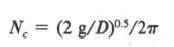 N_c = (2 g/D)^0.5/2π